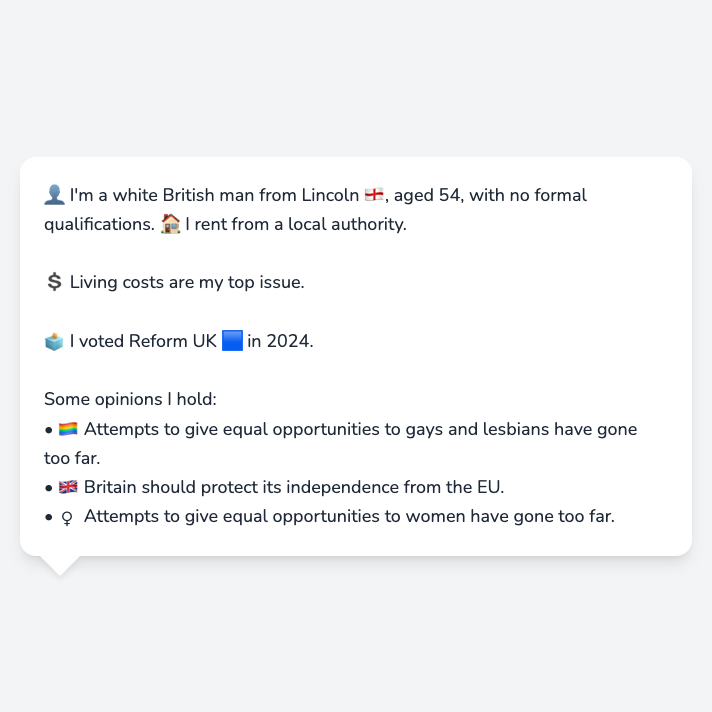 👤 I'm a white British man from Lincoln 🏴󠁧󠁢󠁥󠁮󠁧󠁿, aged 54, with no formal
qualifications. 🏠 I rent from a local authority.
💲 Living costs are my top issue.
🗳️ I voted Reform UK 🟦 in 2024.
Some opinions I hold:
• 🏳️‍🌈 Attempts to give equal opportunities to gays and lesbians have gone
too far.
• 🇬🇧 Britain should protect its independence from the EU.
• ♀ Attempts to give equal opportunities to women have gone too far.